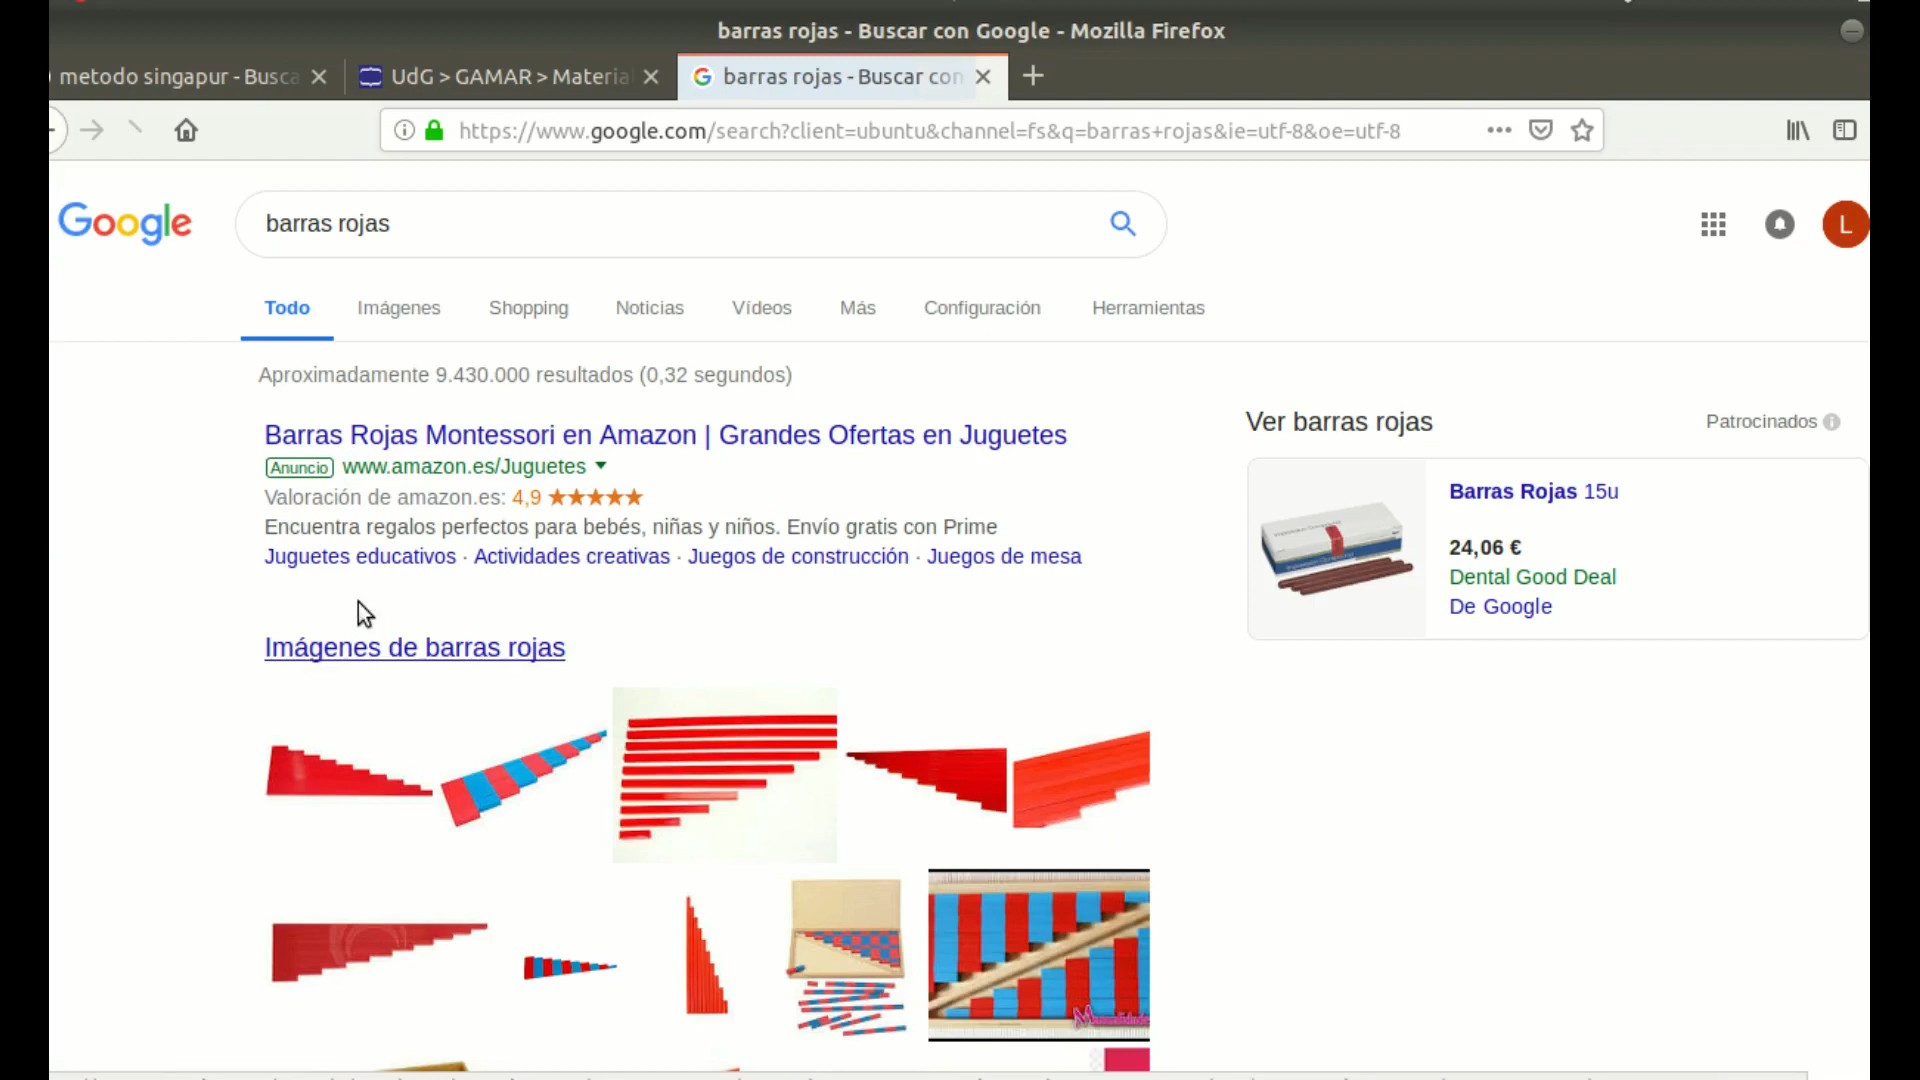 barras rojas - Buscar con Google - Mozilla Firefox
metodo singapur - Busca
UdG > GAMAR > Materia
barras rojas - Buscar con
https://www.google.com/search?client=ubuntu&channel=fs&q=barras+rojas&ie=utf-8&oe=utf-8
Google
barras rojas
L
Todo Imágenes Shopping Noticias Vídeos Más Configuración Herramientas
Aproximadamente 9.430.000 resultados (0,32 segundos)
Barras Rojas Montessori en Amazon | Grandes Ofertas en Juguetes
Anuncio www.amazon.es/Juguetes
Valoración de amazon.es: 4,9
Encuentra regalos perfectos para bebés, niñas y niños. Envío gratis con Prime
Juguetes educativos · Actividades creativas · Juegos de construcción · Juegos de mesa
Imágenes de barras rojas
Ver barras rojas
Patrocinados
Barras Rojas 15u
24,06 €
Dental Good Deal
De Google